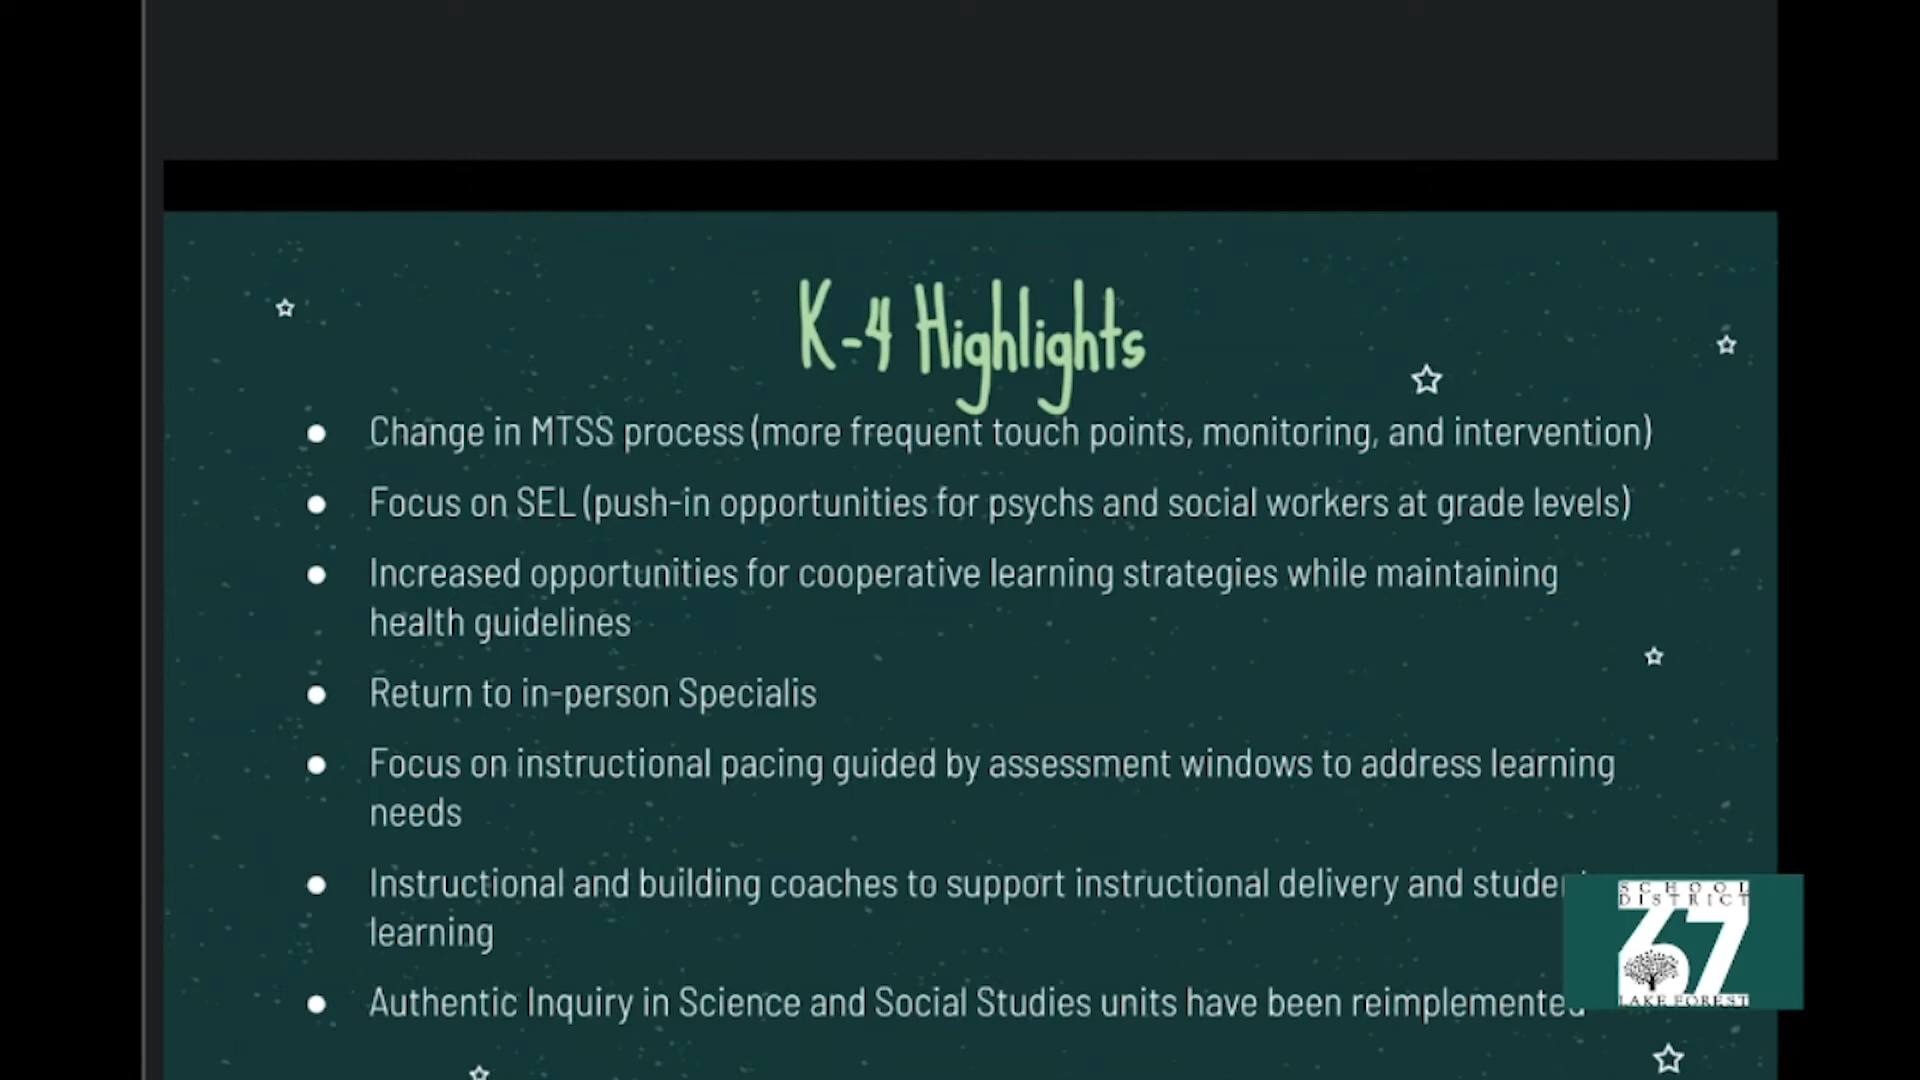 K-4 Highlights
Change in MTSS process (more frequent touch points, monitoring, and intervention)
Focus on SEL (push-in opportunities for psychs and social workers at grade levels)
Increased opportunities for cooperative learning strategies while maintaining
health guidelines
Return to in-person Specialis
Focus on instructional pacing guided by assessment windows to address learning
needs
Instructional and building coaches to support instructional delivery and student
learning
Authentic Inquiry in Science and Social Studies units have been reimplemented
SCHOOL
DISTRICT
67
LAKE FOREST